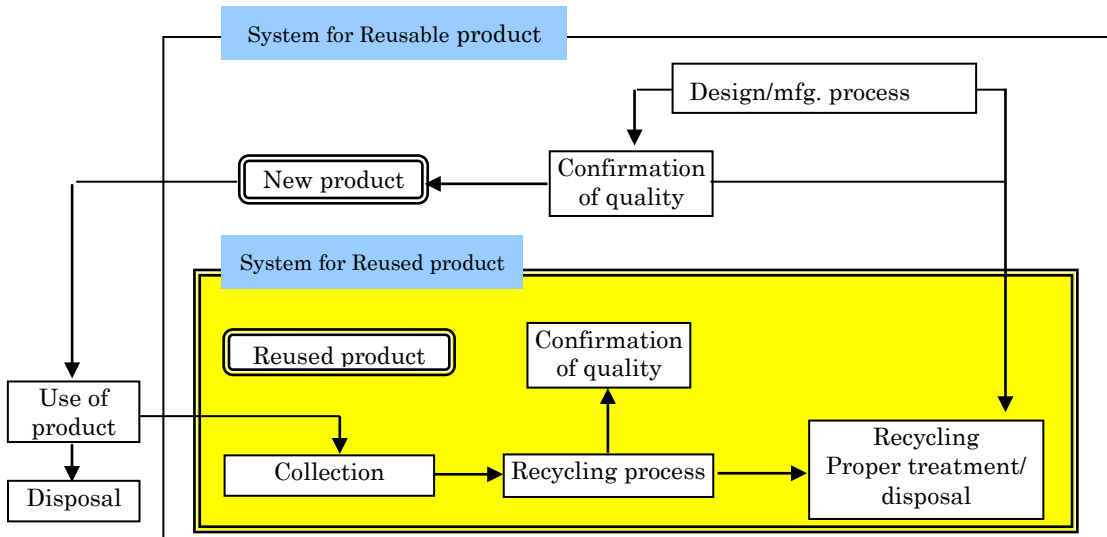 System for Reusable product
Design/mfg. process
Confirmation
of quality
New product
System for Reused product
Reused product
Confirmation
of quality
Use of
product
Collection
Recycling process
Recycling
Proper treatment/
disposal
Disposal